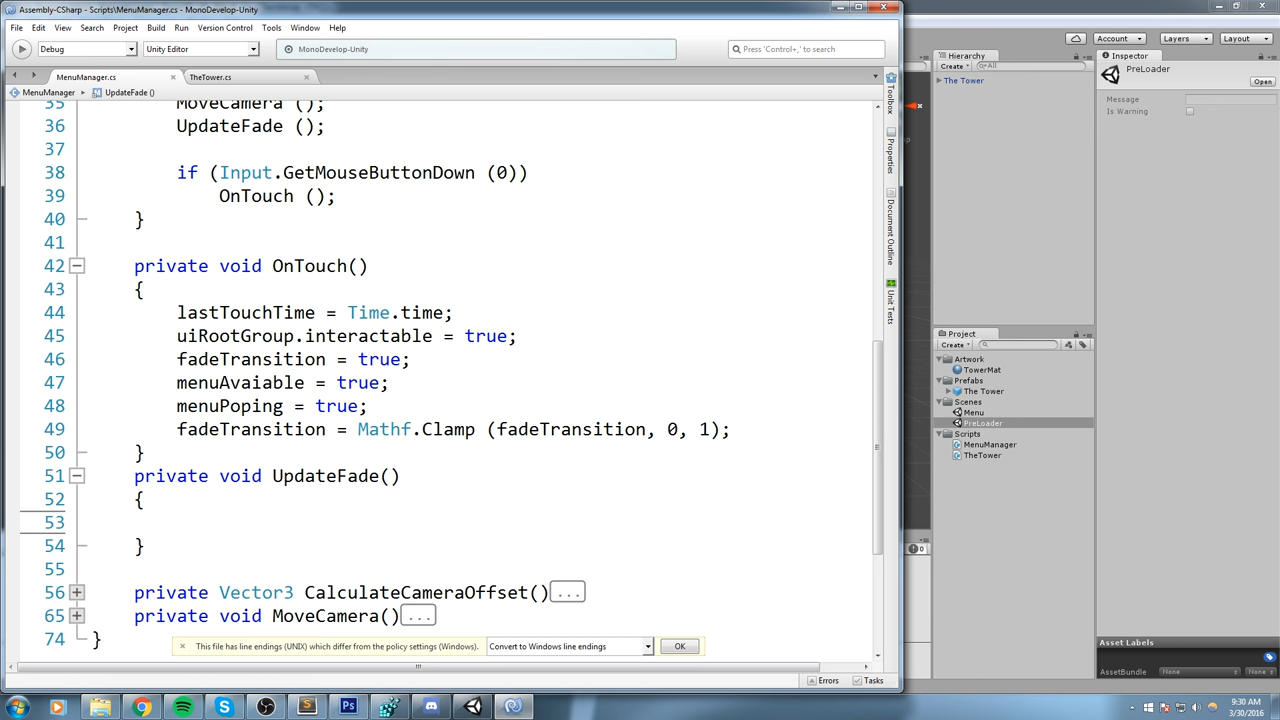 Assembly-CSharp - Scripts\MenuManager.cs - MonoDevelop-Unity
File Edit View Search Project Build Run Version Control Tools Window Help
Debug Unity Editor MonoDevelop-Unity Press 'Control+,' to search
MenuManager.cs TheTower.cs
MenuManager UpdateFade ()
35 MoveCamera ();
36 UpdateFade ();
37
38 if (Input.GetMouseButtonDown (0))
39 OnTouch ();
40 }
41
42 private void OnTouch()
43 {
44 lastTouchTime = Time.time;
45 uiRootGroup.interactable = true;
46 fadeTransition = true;
47 menuAvaiable = true;
48 menuPoping = true;
49 fadeTransition = Mathf.Clamp (fadeTransition, 0, 1);
50 }
51 private void UpdateFade()
52 {
53
54 }
55
56 private Vector3 CalculateCameraOffset() ...
65 private void MoveCamera() ...
74 }
This file has line endings (UNIX) which differ from the policy settings (Windows). Convert to Windows line endings OK
Errors Tasks
Toolbox
Properties
Document Outline
Unit Tests
Account Layers Layout
Hierarchy
Create All
The Tower
Project
Create
Artwork
TowerMat
Prefabs
The Tower
Scenes
Menu
PreLoader
Scripts
MenuManager
TheTower
0
Inspector
PreLoader
Open
Message
Is Warning
Asset Labels
AssetBundle None None
9:30 AM
3/30/2016